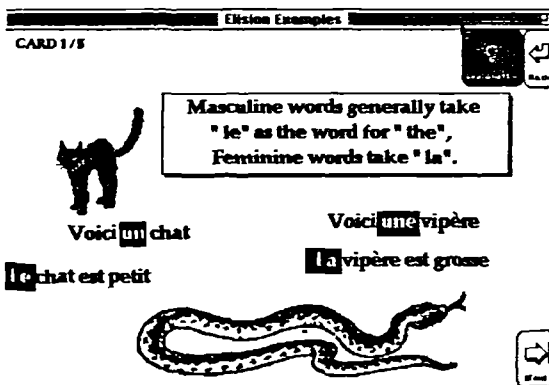 Elision Examples
CARD 1/5
Masculine words generally take
"le" as the word for "the",
Feminine words take "la".
Voici un chat
Voici une vipère
le chat est petit
la vipère est grosse